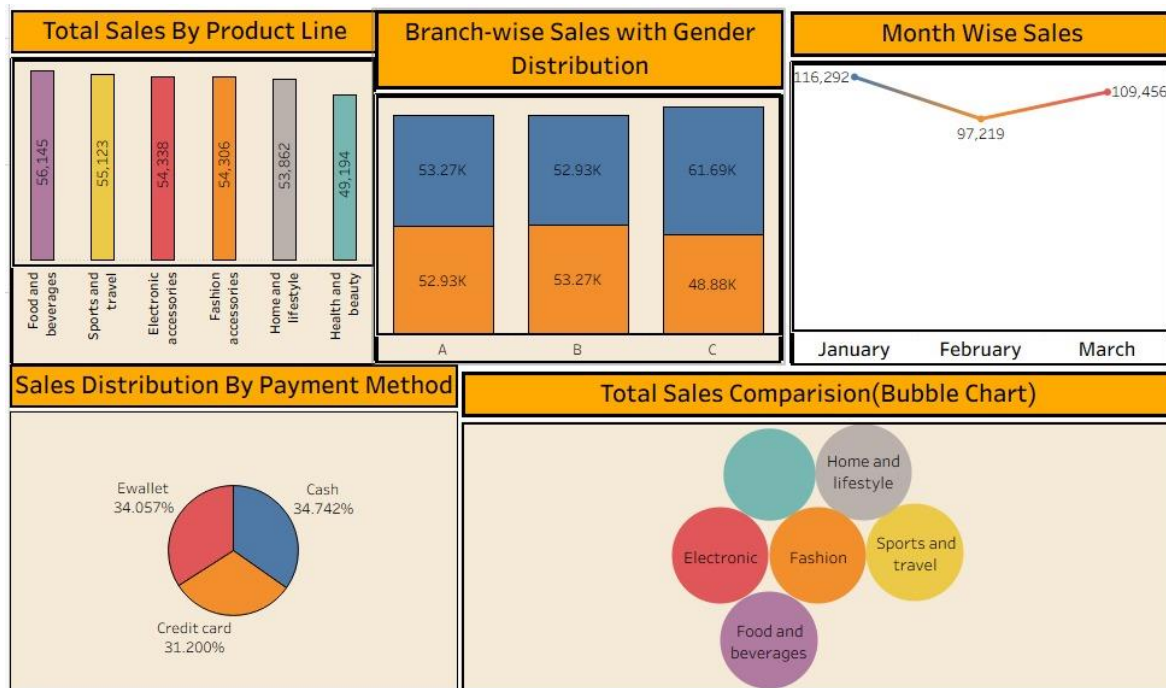 Total Sales By Product Line
56,145
55,123
54,338
54,306
53,862
49,194
Food and
beverages
Sports and
travel
Electronic
accessories
Fashion
accessories
Home and
lifestyle
Health and
beauty
Branch-wise Sales with Gender
Distribution
53.27K
52.93K
61.69K
52.93K
53.27K
48.88K
A
B
C
Month Wise Sales
116,292
97,219
109,456
January
February
March
Sales Distribution By Payment Method
Ewallet
34.057%
Cash
34.742%
Credit card
31.200%
Total Sales Comparision(Bubble Chart)
Home and
lifestyle
Electronic
Fashion
Sports and
travel
Food and
beverages